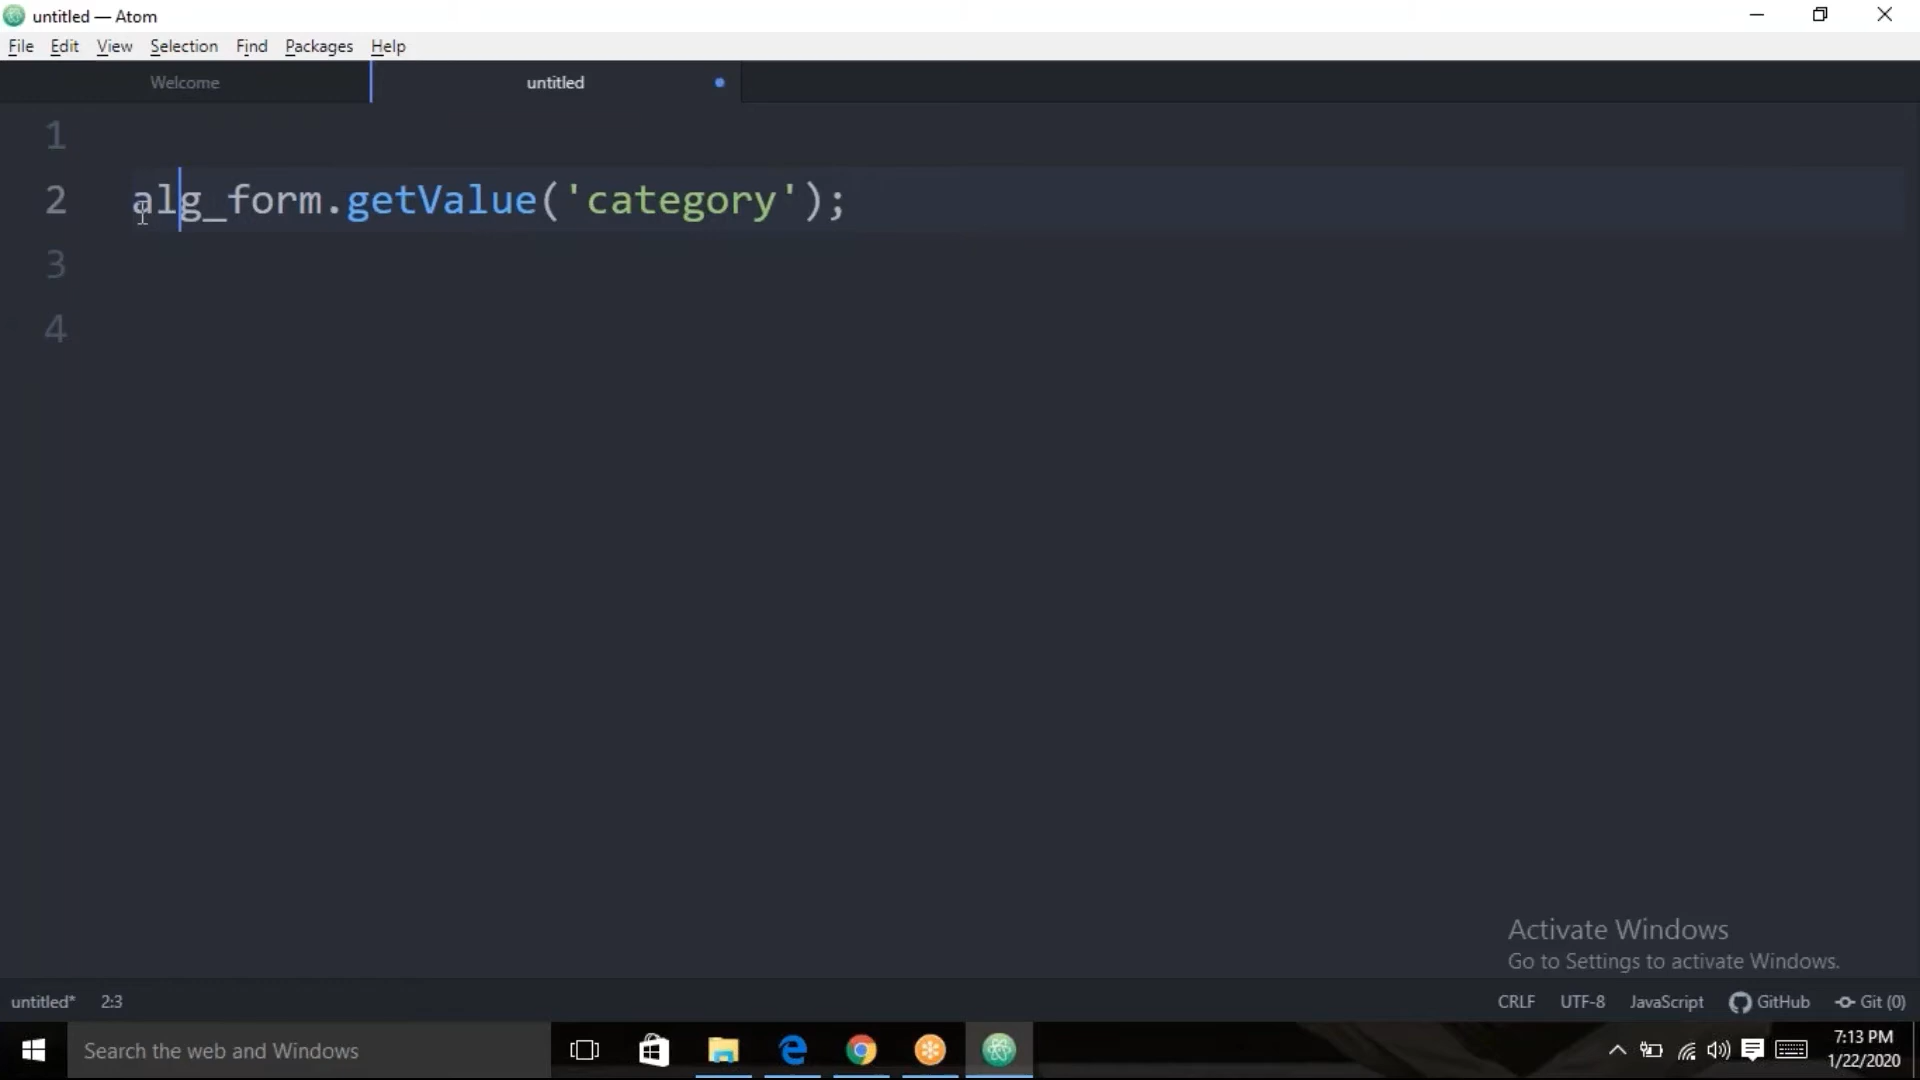 untitled — Atom
File Edit View Selection Find Packages Help
Welcome untitled
1
2 alg_form.getValue('category');
3
4
Activate Windows
Go to Settings to activate Windows.
untitled* 2:3 CRLF UTF-8 JavaScript GitHub Git (0)
Search the web and Windows
7:13 PM
1/22/2020